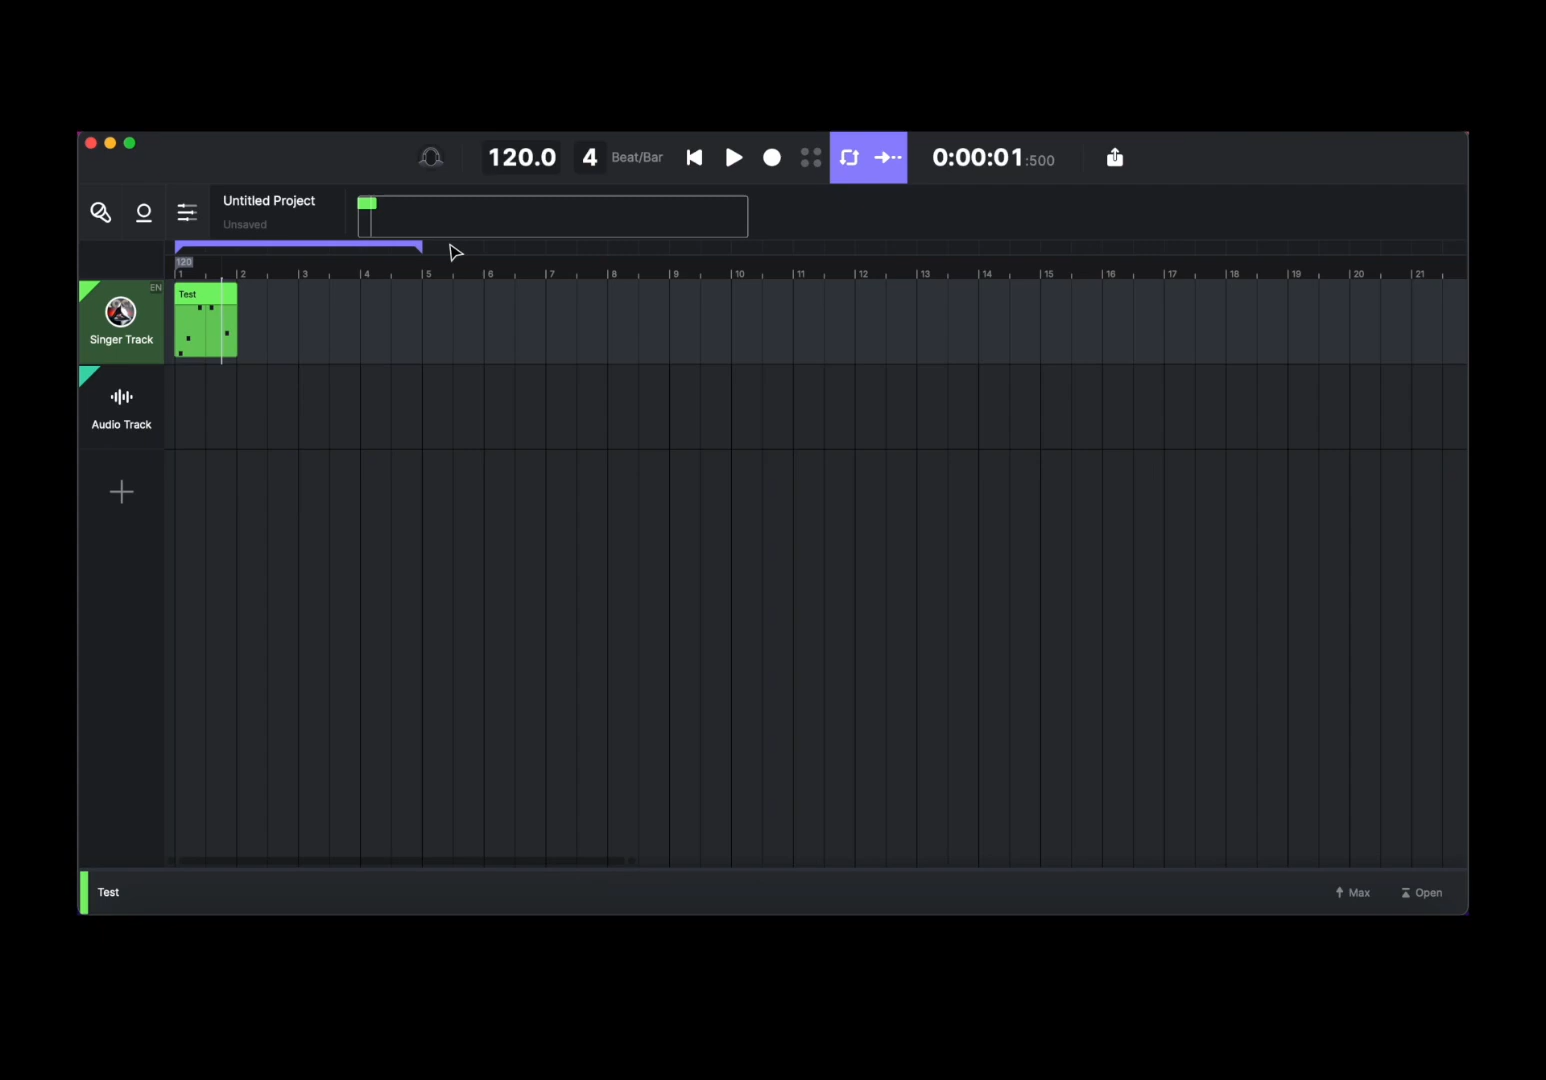 120.0 4 Beat/Bar 0:00:01:500
Untitled Project
Unsaved
120
1 2 3 4 5 6 7 8 9 10 11 12 13 14 15 16 17 18 19 20 21
EN
Test
Singer Track
Audio Track
Test Max Open